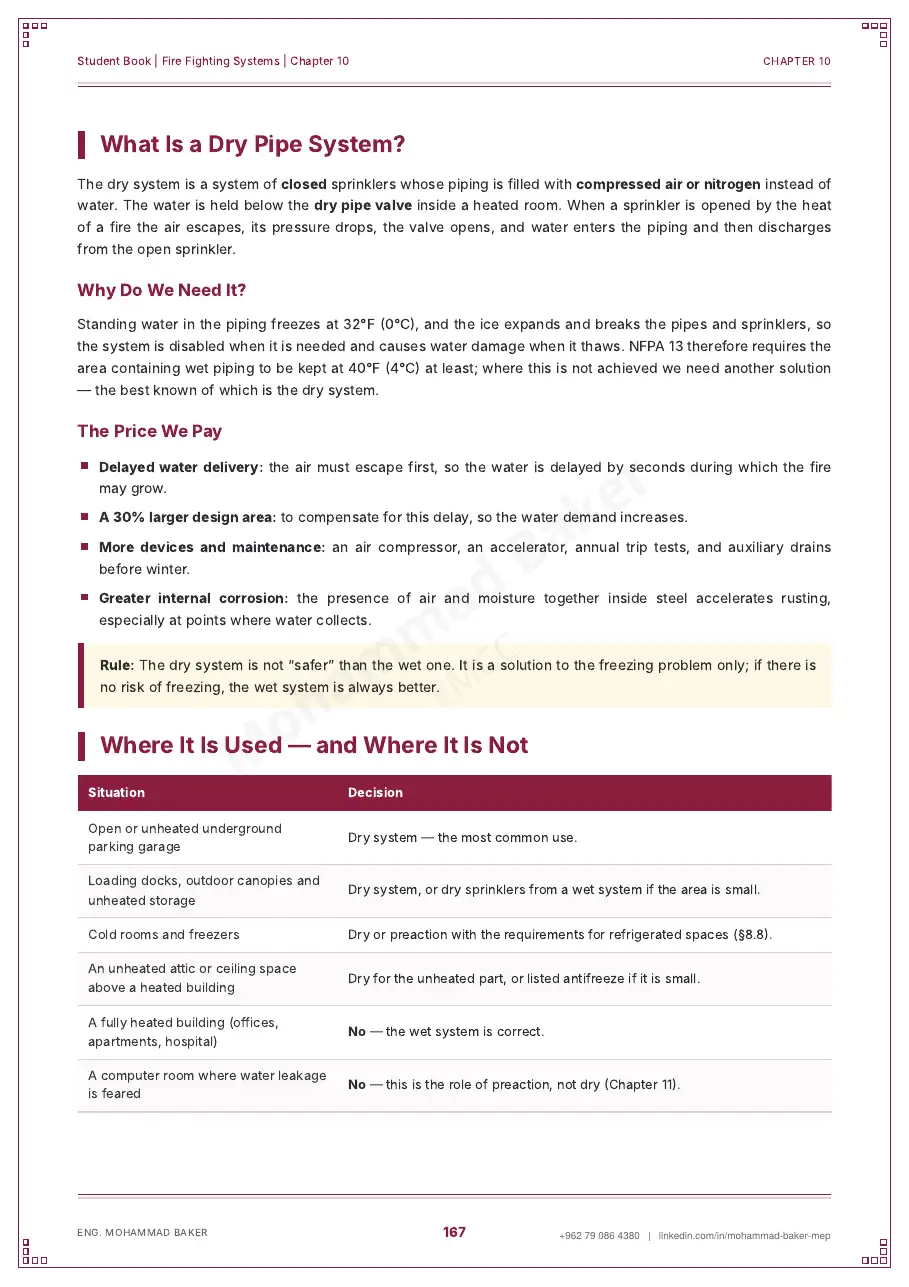 Student Book | Fire Fighting Systems | Chapter 10
CHAPTER 10
What Is a Dry Pipe System?
The dry system is a system of closed sprinklers whose piping is filled with compressed air or nitrogen instead of
water. The water is held below the dry pipe valve inside a heated room. When a sprinkler is opened by the heat
of a fire the air escapes, its pressure drops, the valve opens, and water enters the piping and then discharges
from the open sprinkler.
Why Do We Need It?
Standing water in the piping freezes at 32°F (0°C), and the ice expands and breaks the pipes and sprinklers, so
the system is disabled when it is needed and causes water damage when it thaws. NFPA 13 therefore requires the
area containing wet piping to be kept at 40°F (4°C) at least; where this is not achieved we need another solution
— the best known of which is the dry system.
The Price We Pay
Delayed water delivery: the air must escape first, so the water is delayed by seconds during which the fire
may grow.
A 30% larger design area: to compensate for this delay, so the water demand increases.
More devices and maintenance: an air compressor, an accelerator, annual trip tests, and auxiliary drains
before winter.
Greater internal corrosion: the presence of air and moisture together inside steel accelerates rusting,
especially at points where water collects.
Rule: The dry system is not “safer” than the wet one. It is a solution to the freezing problem only; if there is
no risk of freezing, the wet system is always better.
Mohammad Baker
Where It Is Used — and Where It Is Not
Situation
Decision
Open or unheated underground
parking garage
Dry system — the most common use.
Loading docks, outdoor canopies and
unheated storage
Dry system, or dry sprinklers from a wet system if the area is small.
Cold rooms and freezers
Dry or preaction with the requirements for refrigerated spaces (§8.8).
An unheated attic or ceiling space
above a heated building
Dry for the unheated part, or listed antifreeze if it is small.
A fully heated building (offices,
apartments, hospital)
No — the wet system is correct.
A computer room where water leakage
is feared
No — this is the role of preaction, not dry (Chapter 11).
ENG. MOHAMMAD BAKER
167
+962 79 086 4380 | linkedin.com/in/mohammad-baker-mep